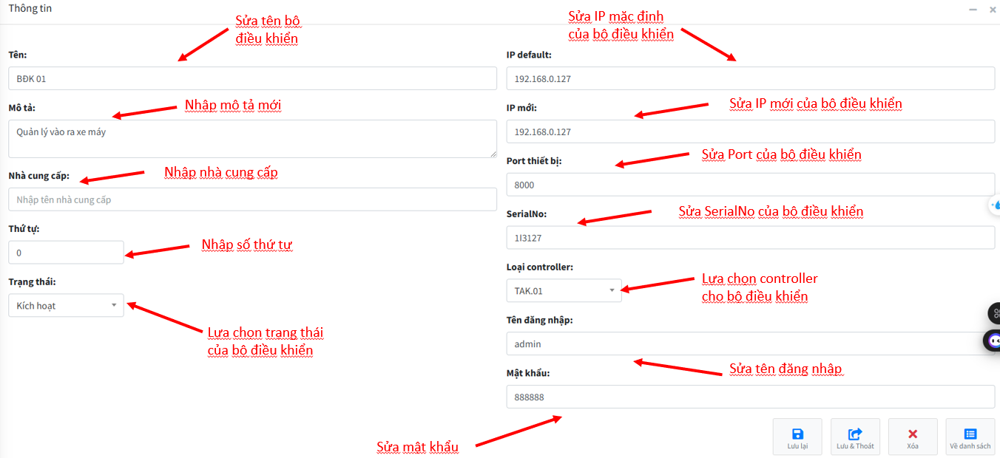 Thông tin
Sửa tên bộ
điều khiển
Tên:
BĐK 01
Nhập mô tả mới
Mô tả:
Quản lý vào ra xe máy
Nhập nhà cung cấp
Nhà cung cấp:
Nhập tên nhà cung cấp
Thứ tự:
Nhập số thứ tự
0
Trạng thái:
Kích hoạt
Lựa chọn trạng thái
của bộ điều khiển
Sửa IP mặc định
của bộ điều khiển
IP default:
192.168.0.127
Sửa IP mới của bộ điều khiển
IP mới:
192.168.0.127
Sửa Port của bộ điều khiển
Port thiết bị:
8000
Sửa SerialNo của bộ điều khiển
SerialNo:
1I3127
Loại controller:
Lựa chọn controller
cho bộ điều khiển
TAK.01
Tên đăng nhập:
admin
Sửa tên đăng nhập
Mật khẩu:
888888
Sửa mật khẩu
Lưu lại
Lưu & Thoát
Xóa
Về danh sách